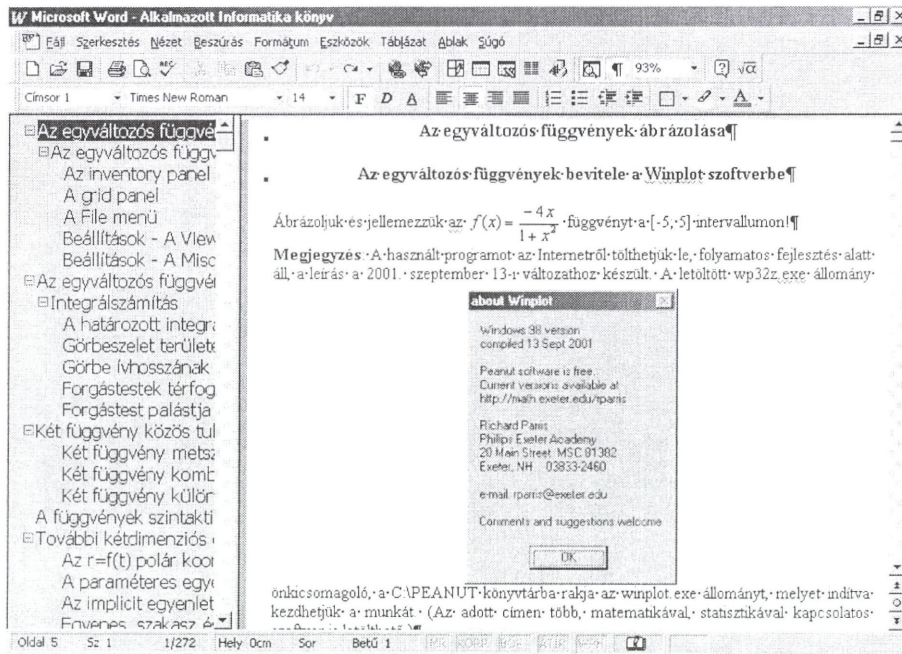 Microsoft Word - Alkalmazott Informatika könyv
Fájl Szerkesztés Nézet Beszúrás Formátum Eszközök Táblázat Ablak Súgó
93%
Címsor 1 Times New Roman 14 F D A
Az egyváltozós függvé
Az egyváltozós függv
Az inventory panel
A grid panel
A File menü
Beállítások - A View
Beállítások - A Misc
Az egyváltozós függvé
Integrálszámítás
A határozott integrá
Görbeszelet területe
Görbe ívhosszának
Forgástestek térfog
Forgástest palástja
Két függvény közös tul
Két függvény metsz
Két függvény komb
Két függvény külön
A függvények szintakti
További kétdimenziós
Az r=f(t) polár koor
A paraméteres egye
Az implicit egyenlet
Egyenes, szakasz é
Az·egyváltozós·függvények·ábrázolása¶
Az·egyváltozós·függvények·bevitele·a·Winplot·szoftverbe¶
Ábrázoljuk·és·jellemezzük·az· f(x) = −4x / 1 + x² ·függvényt·a·[-5,·5]·intervallumon!¶
Megjegyzés:·A·használt·programot·az·Internetről·tölthetjük·le,·folyamatos·fejlesztés·alatt·
áll,·a·leírás·a·2001.·szeptember·13-i·változathoz·készült.·A·letöltött·wp32z.exe·állomány·
about Winplot
Windows 98 version
compiled 13 Sept 2001
Peanut software is free.
Current versions available at
http://math.exeter.edu/rparris
Richard Parris
Philips Exeter Academy
20 Main Street, MSC 81382
Exeter, NH 03833-2460
e-mail: rparris@exeter.edu
Comments and suggestions welcome
OK
önkicsomagoló,·a·C:\PEANUT·könyvtárba·rakja·az·winplot.exe·állományt,·melyet·indítva·
kezdhetjük·a·munkát.·(Az·adott·címen·több,·matematikával,·statisztikával·kapcsolatos·
Oldal 5 Sz 1 1/272 Hely 0cm Sor Betű 1